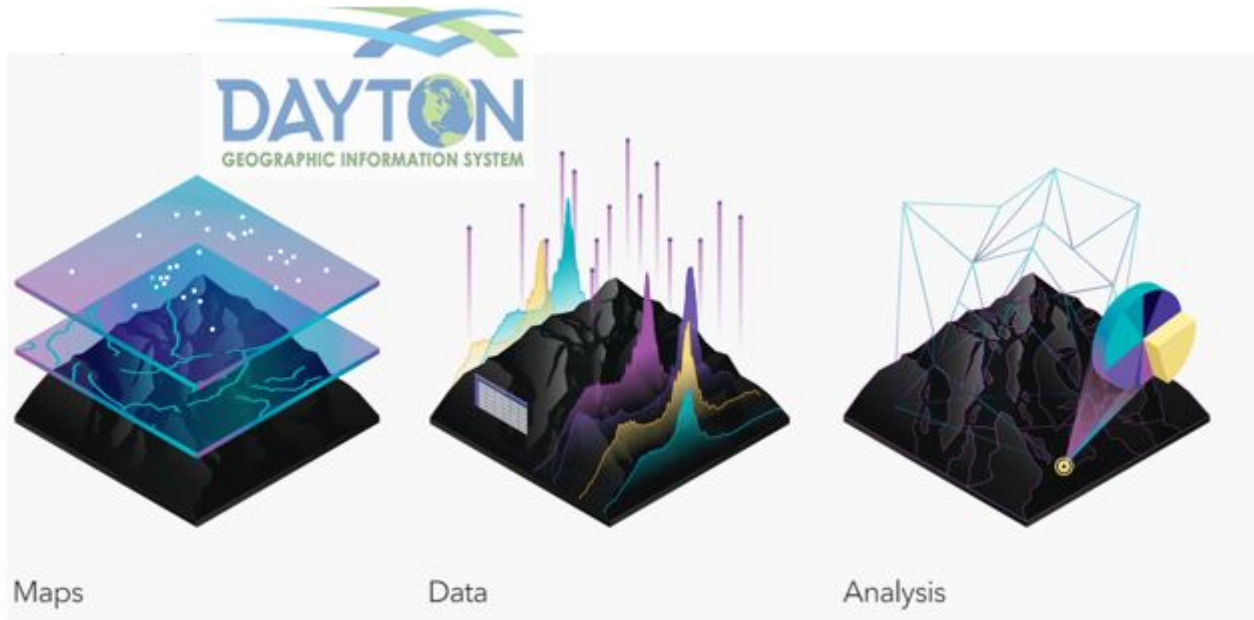 DAYTON
GEOGRAPHIC INFORMATION SYSTEM
Maps
Data
Analysis